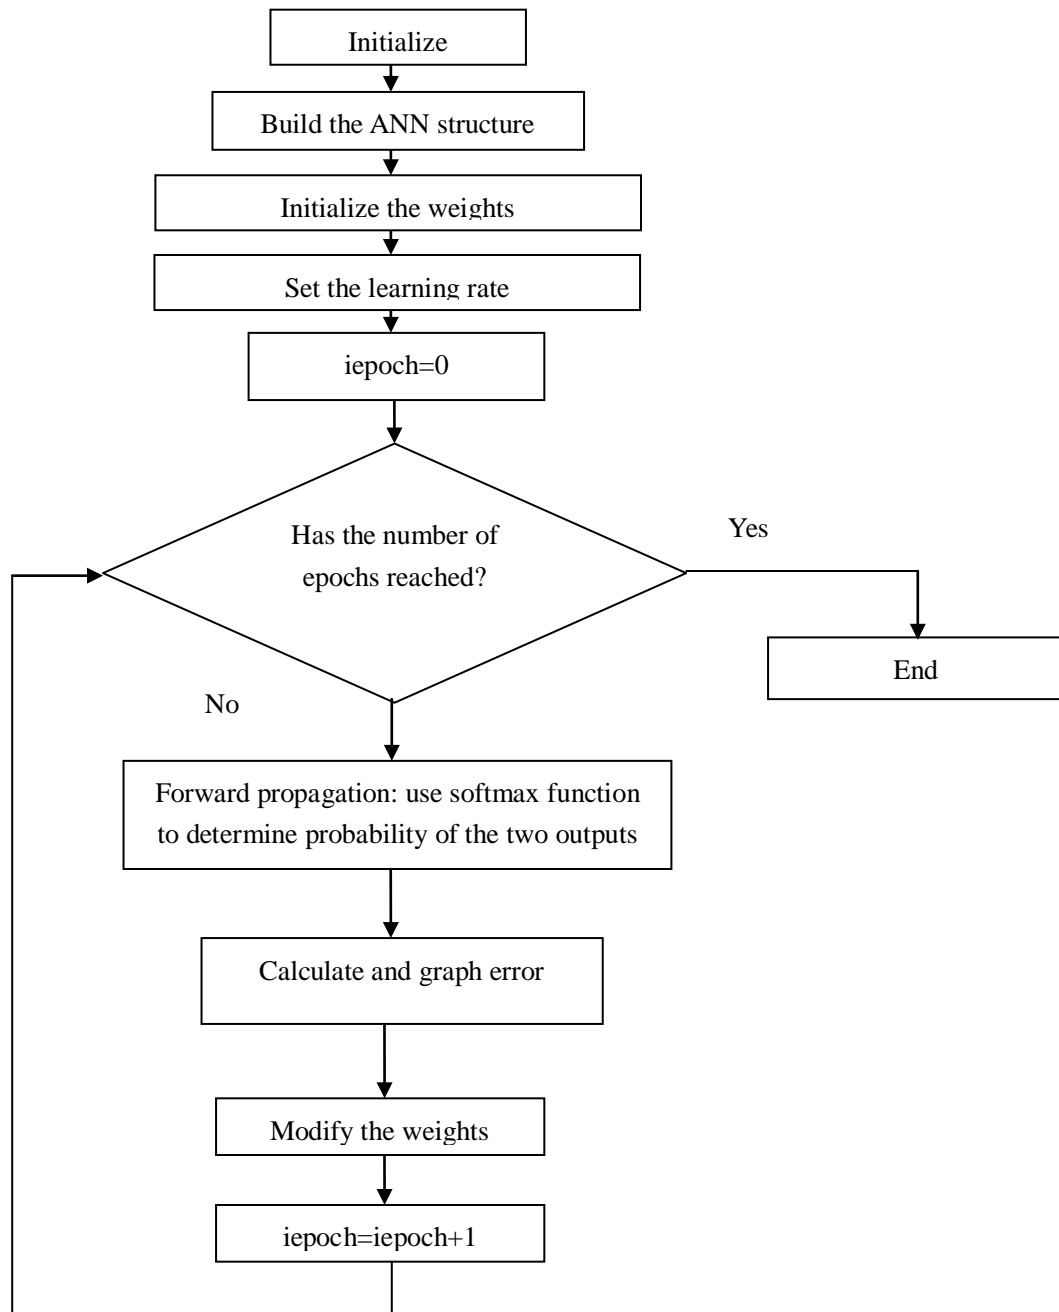 Initialize
Build the ANN structure
Initialize the weights
Set the learning rate
iepoch=0
Has the number of
epochs reached?
Yes
End
No
Forward propagation: use softmax function
to determine probability of the two outputs
Calculate and graph error
Modify the weights
iepoch=iepoch+1